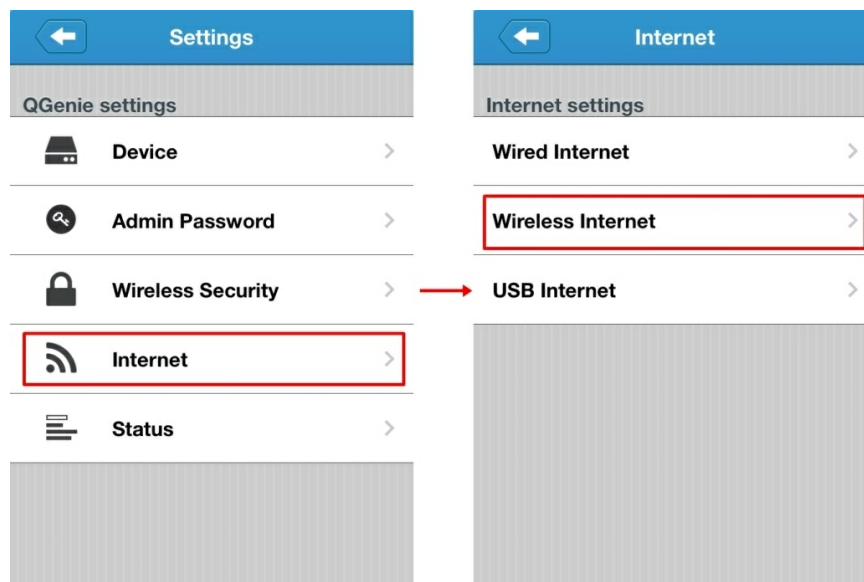 Settings
QGenie settings
Device
Admin Password
Wireless Security
Internet
Status
Internet
Internet settings
Wired Internet
Wireless Internet
USB Internet